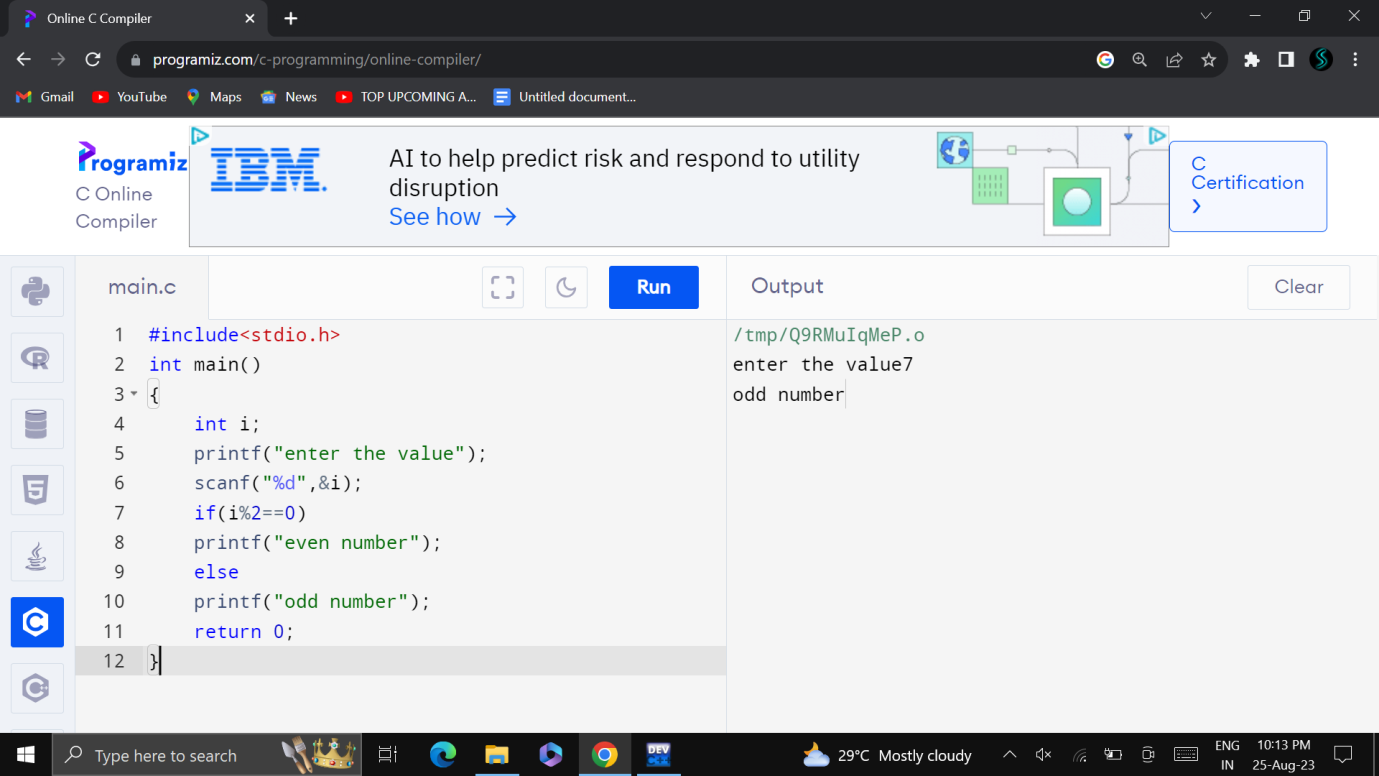 Online C Compiler
programiz.com/c-programming/online-compiler/
Gmail YouTube Maps News TOP UPCOMING A... Untitled document...
Programiz
C Online
Compiler
IBM.
AI to help predict risk and respond to utility
disruption
See how →
C
Certification
main.c
Run
Output
Clear
1 #include<stdio.h>
2 int main()
3 {
4 int i;
5 printf("enter the value");
6 scanf("%d",&i);
7 if(i%2==0)
8 printf("even number");
9 else
10 printf("odd number");
11 return 0;
12 }
/tmp/Q9RMuIqMeP.o
enter the value7
odd number
Type here to search
DEV
29°C Mostly cloudy
ENG
IN
10:13 PM
25-Aug-23